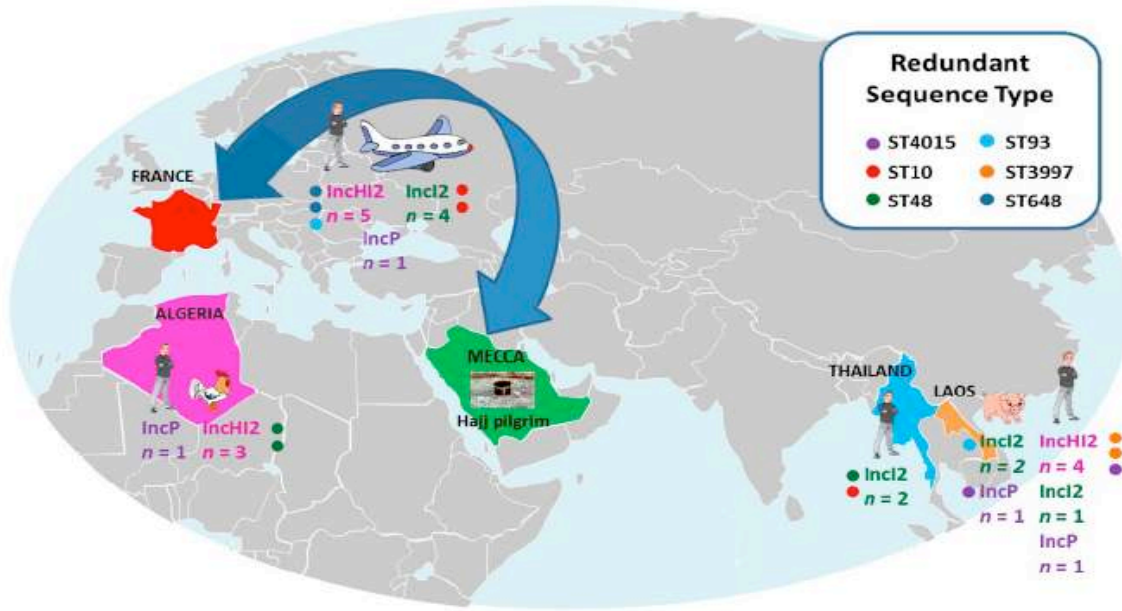 Redundant
Sequence Type
ST4015
ST93
ST10
ST3997
ST48
ST648
FRANCE
IncHI2
n = 5
IncI2
n = 4
IncP
n = 1
ALGERIA
IncP
n = 1
IncHI2
n = 3
MECCA
Hajj pilgrim
THAILAND
IncI2
n = 2
LAOS
IncI2
n = 2
IncP
n = 1
IncHI2
n = 4
IncI2
n = 1
IncP
n = 1